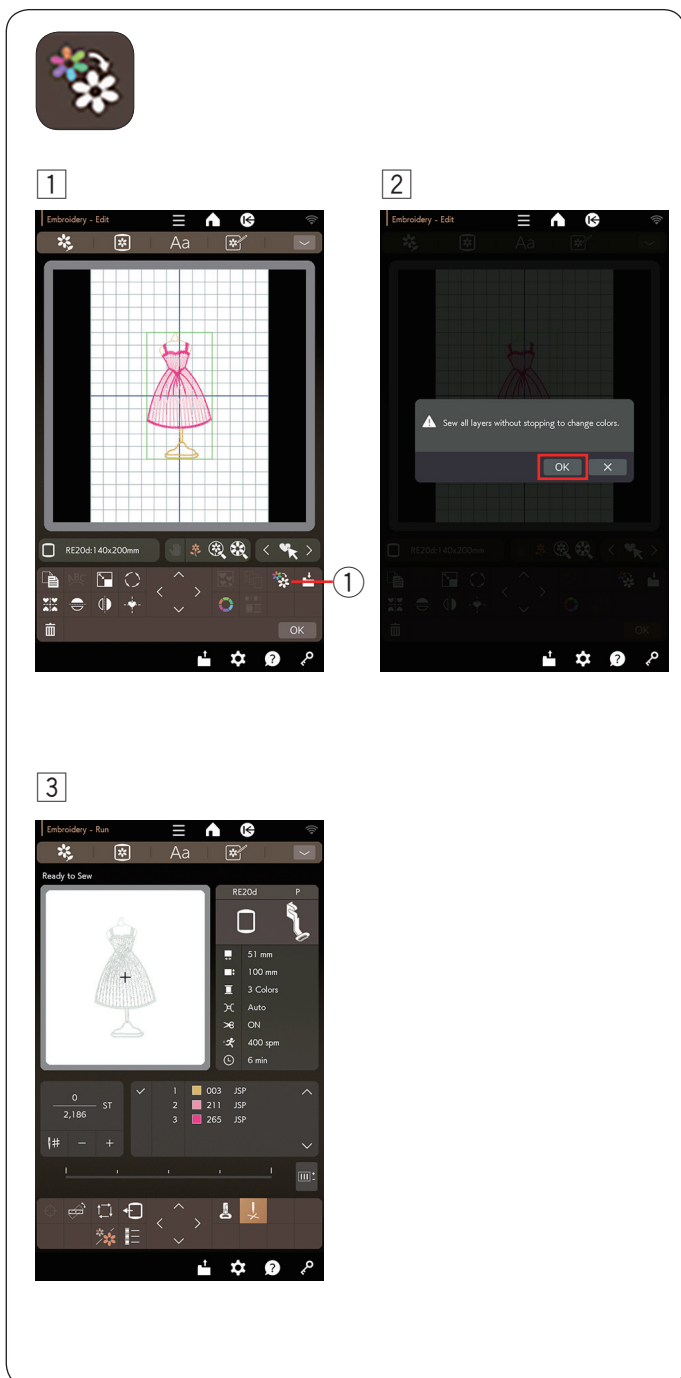 1
2
Embroidery - Edit
Aa
RE20d:140x200mm
ABC
OK
1
Embroidery - Edit
Aa
Sew all layers without stopping to change colors.
OK
×
RE20d:140x200mm
OK
3
Embroidery - Run
Aa
Ready to Sew
RE20d P
51 mm
100 mm
3 Colors
Auto
ON
400 spm
6 min
0
2,186
ST
# − +
1 003 JSP
2 211 JSP
3 265 JSP